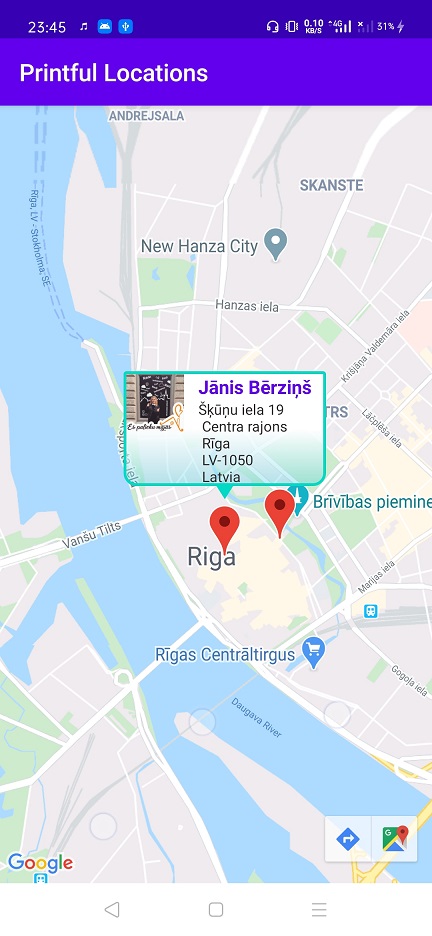 23:45
0.10
KB/S
4G
31%
Printful Locations
ANDREJSALA
SKANSTE
Rīga, LV - Stokholma, SE
New Hanza City
Hanzas iela
Krišjāņa Valdemāra iela
Jānis Bērziņš
Šķūņu iela 19
Centra rajons
Rīga
LV-1050
Latvia
Es palieku mājās
TRS
Lāčplēša iela
Brīvības piemine
Vanšu Tilts
Riga
Marijas iela
Rīgas Centrāltirgus
Gogoļa iela
Daugava River
G
Google